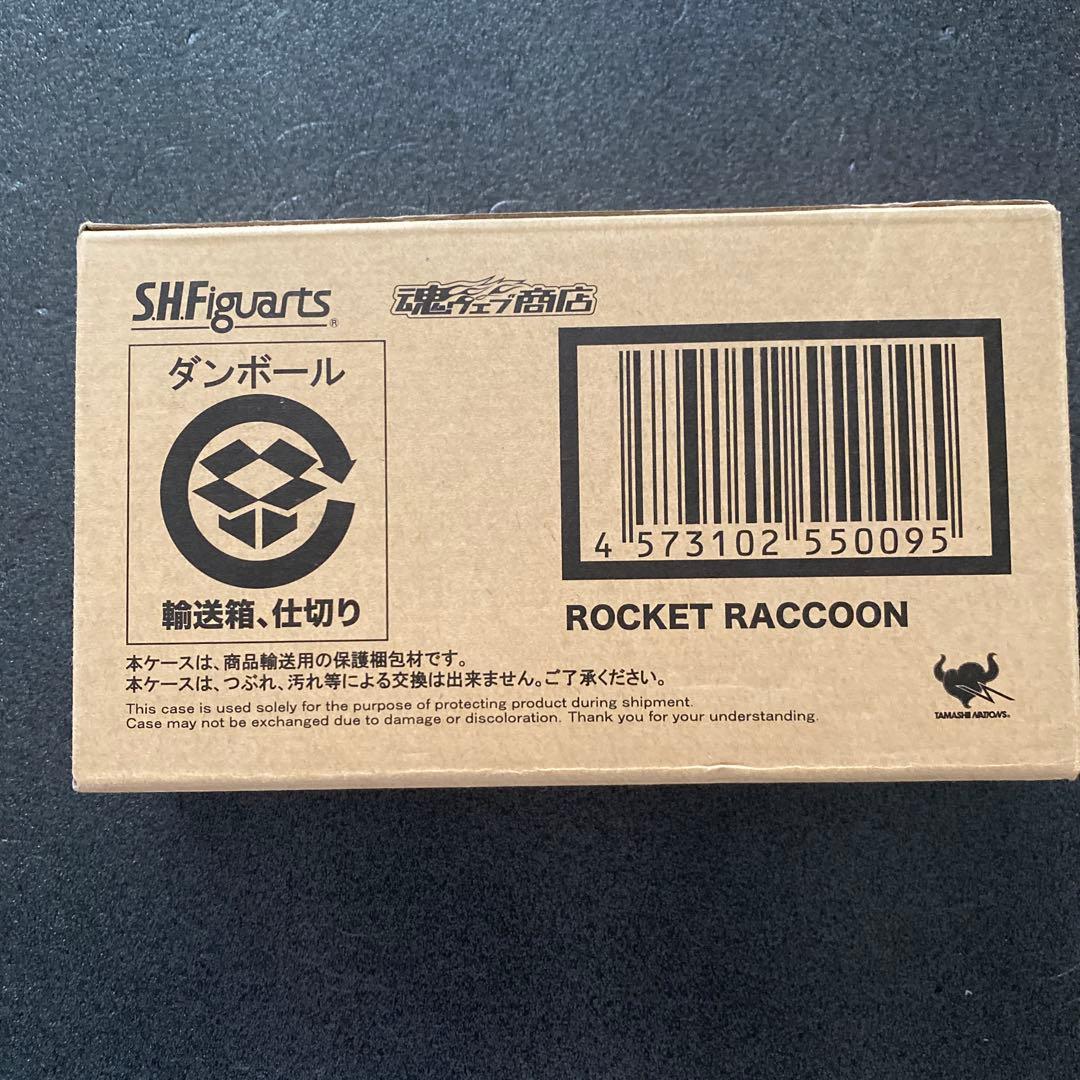 S.H.Figuarts®
魂ウェブ商店
ダンボール
輸送箱、仕切り
4 573102 550095
ROCKET RACCOON
本ケースは、商品輸送用の保護梱包材です。
本ケースは、つぶれ、汚れ等による交換は出来ません。ご了承ください。
This case is used solely for the purpose of protecting product during shipment.
Case may not be exchanged due to damage or discoloration. Thank you for your understanding.
TAMASHII NATIONS®